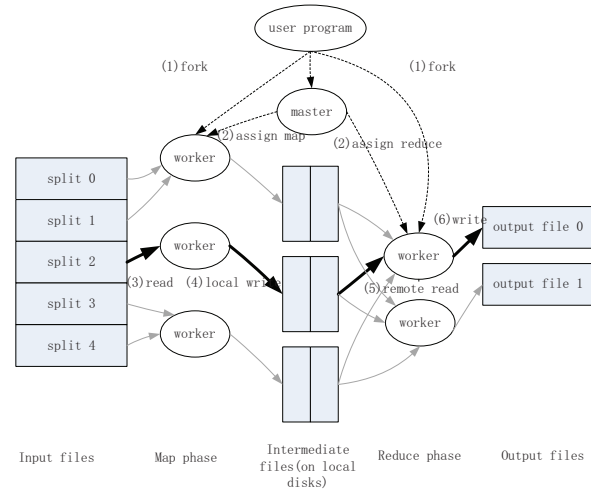 user program
(1)fork
(1)fork
master
(2)assign map
(2)assign reduce
worker
split 0
split 1
split 2
split 3
split 4
worker
(3)read
(4)local write
worker
(6)write
worker
(5)remote read
worker
output file 0
output file 1
Input files
Map phase
Intermediate
files(on local
disks)
Reduce phase
Output files